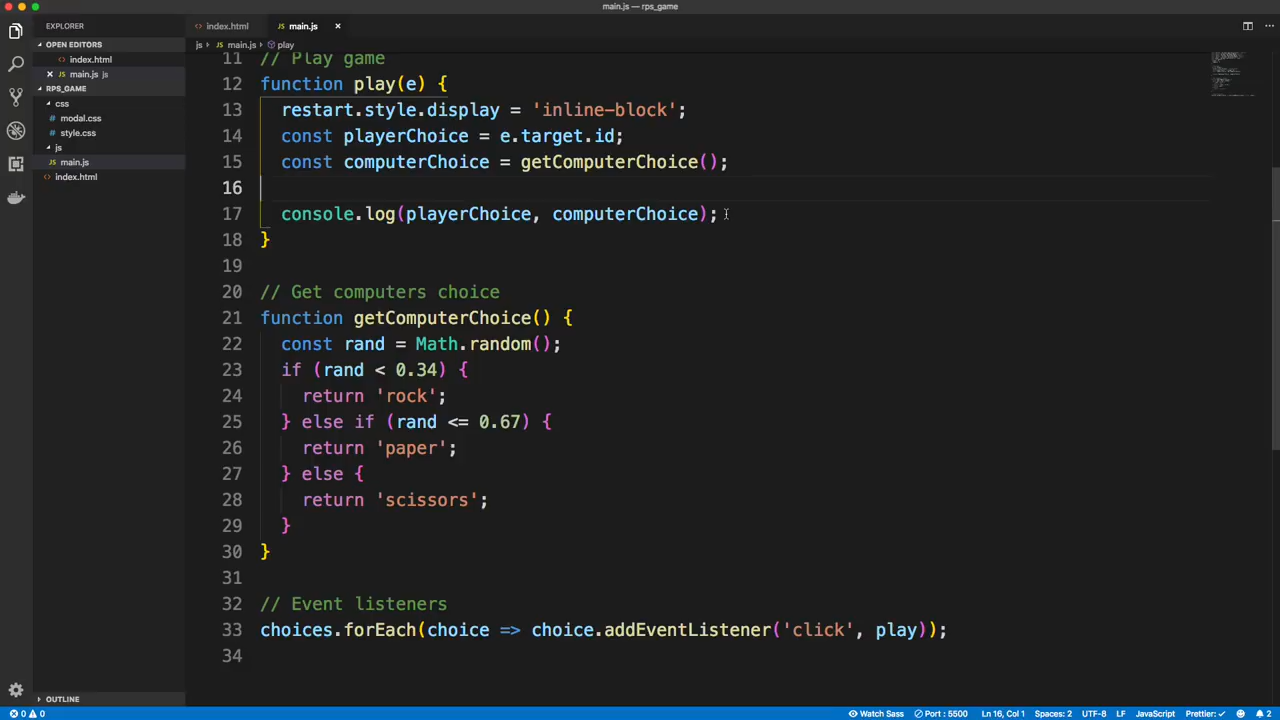 main.js — rps_game
EXPLORER
OPEN EDITORS
index.html
main.js js
RPS_GAME
css
modal.css
style.css
js
main.js
index.html
OUTLINE
index.html
main.js
js › main.js › play
11 // Play game
12 function play(e) {
13 restart.style.display = 'inline-block';
14 const playerChoice = e.target.id;
15 const computerChoice = getComputerChoice();
16
17 console.log(playerChoice, computerChoice);
18 }
19
20 // Get computers choice
21 function getComputerChoice() {
22 const rand = Math.random();
23 if (rand < 0.34) {
24 return 'rock';
25 } else if (rand <= 0.67) {
26 return 'paper';
27 } else {
28 return 'scissors';
29 }
30 }
31
32 // Event listeners
33 choices.forEach(choice => choice.addEventListener('click', play));
34
0 0 Watch Sass Port : 5500 Ln 16, Col 1 Spaces: 2 UTF-8 LF JavaScript Prettier: ✓ 2